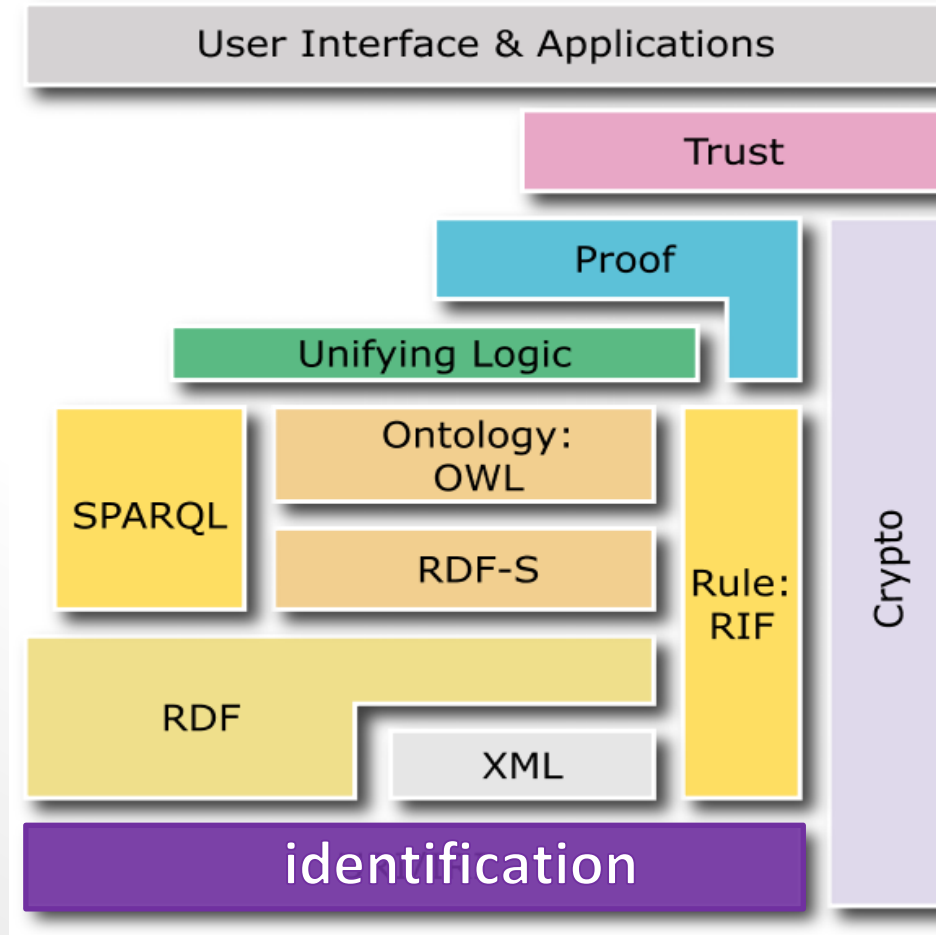 User Interface & Applications
Trust
Proof
Unifying Logic
Ontology:
OWL
SPARQL
RDF-S
Rule:
RIF
Crypto
RDF
XML
identification